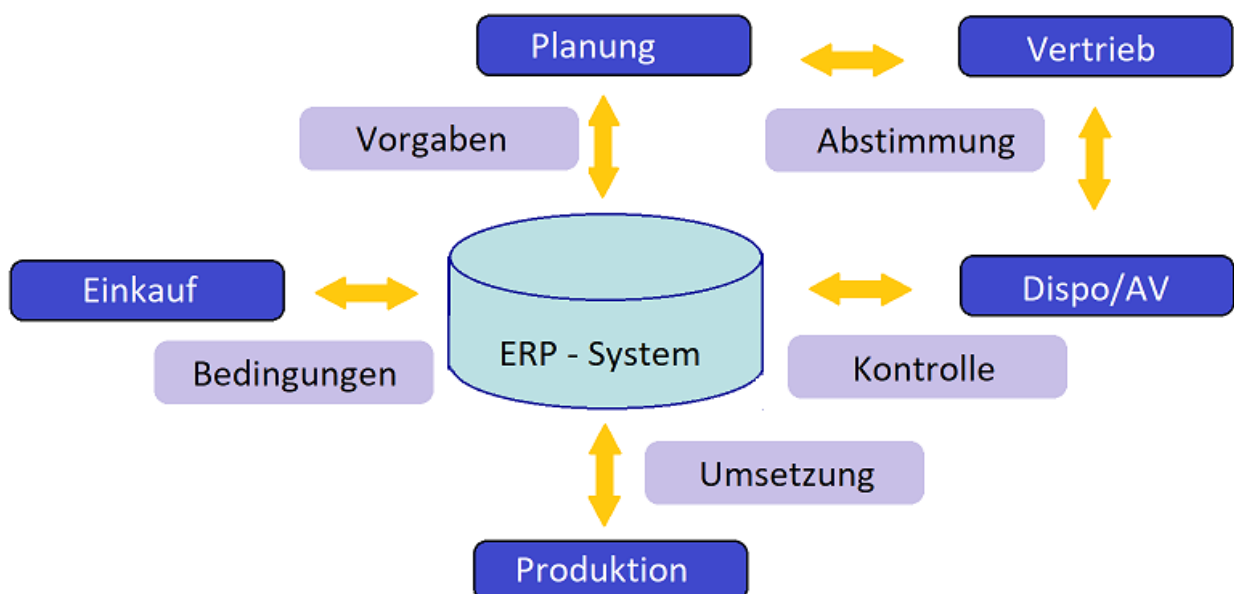 Planung
Vertrieb
Vorgaben
Abstimmung
Einkauf
Dispo/AV
ERP - System
Bedingungen
Kontrolle
Umsetzung
Produktion